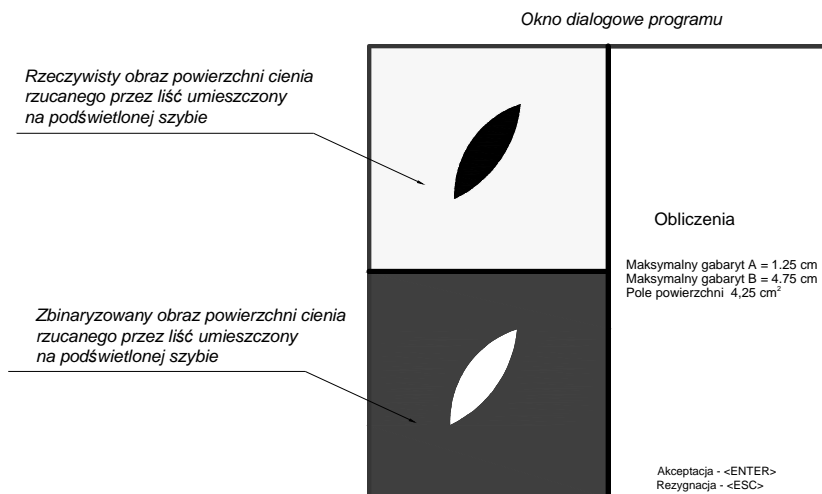 Okno dialogowe programu
Rzeczywisty obraz powierzchni cienia
rzucanego przez liść umieszczony
na podświetlonej szybie
Obliczenia
Maksymalny gabaryt A = 1.25 cm
Maksymalny gabaryt B = 4.75 cm
Pole powierzchni 4,25 cm²
Zbinaryzowany obraz powierzchni cienia
rzucanego przez liść umieszczony
na podświetlonej szybie
Akceptacja - <ENTER>
Rezygnacja - <ESC>